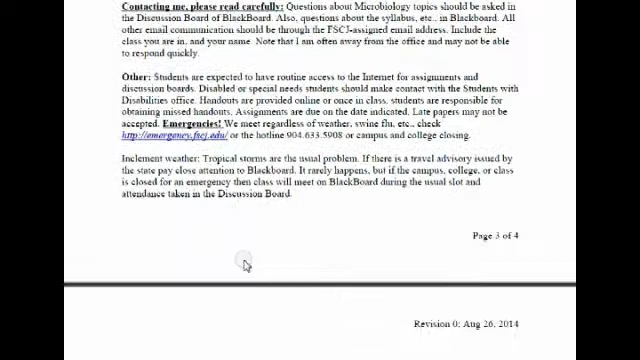 Contacting me, please read carefully: Questions about Microbiology topics should be asked in
the Discussion Board of BlackBoard. Also, questions about the syllabus, etc., in Blackboard. All
other email communication should be through the FSCJ-assigned email address. Include the
class you are in, and your name. Note that I am often away from the office and may not be able
to respond quickly.
Other: Students are expected to have routine access to the Internet for assignments and
discussion boards. Disabled or special needs students should make contact with the Students with
Disabilities office. Handouts are provided online or once in class, students are responsible for
obtaining missed handouts. Assignments are due on the date indicated. Late papers may not be
accepted. Emergencies! We meet regardless of weather, swine flu, etc., check
http://emergency.fscj.edu/ or the hotline 904.633.5908 or campus and college closing.
Inclement weather: Tropical storms are the usual problem. If there is a travel advisory issued by
the state pay close attention to Blackboard. It rarely happens, but if the campus, college, or class
is closed for an emergency then class will meet on BlackBoard during the usual slot and
attendance taken in the Discussion Board.
Page 3 of 4
Revision 0: Aug 26, 2014